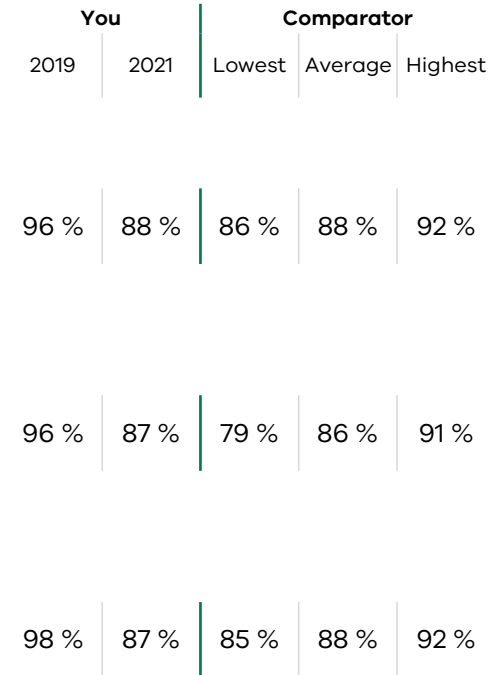 You Comparator
2019 2021 Lowest Average Highest
96 % 88 % 86 % 88 % 92 %
96 % 87 % 79 % 86 % 91 %
98 % 87 % 85 % 88 % 92 %